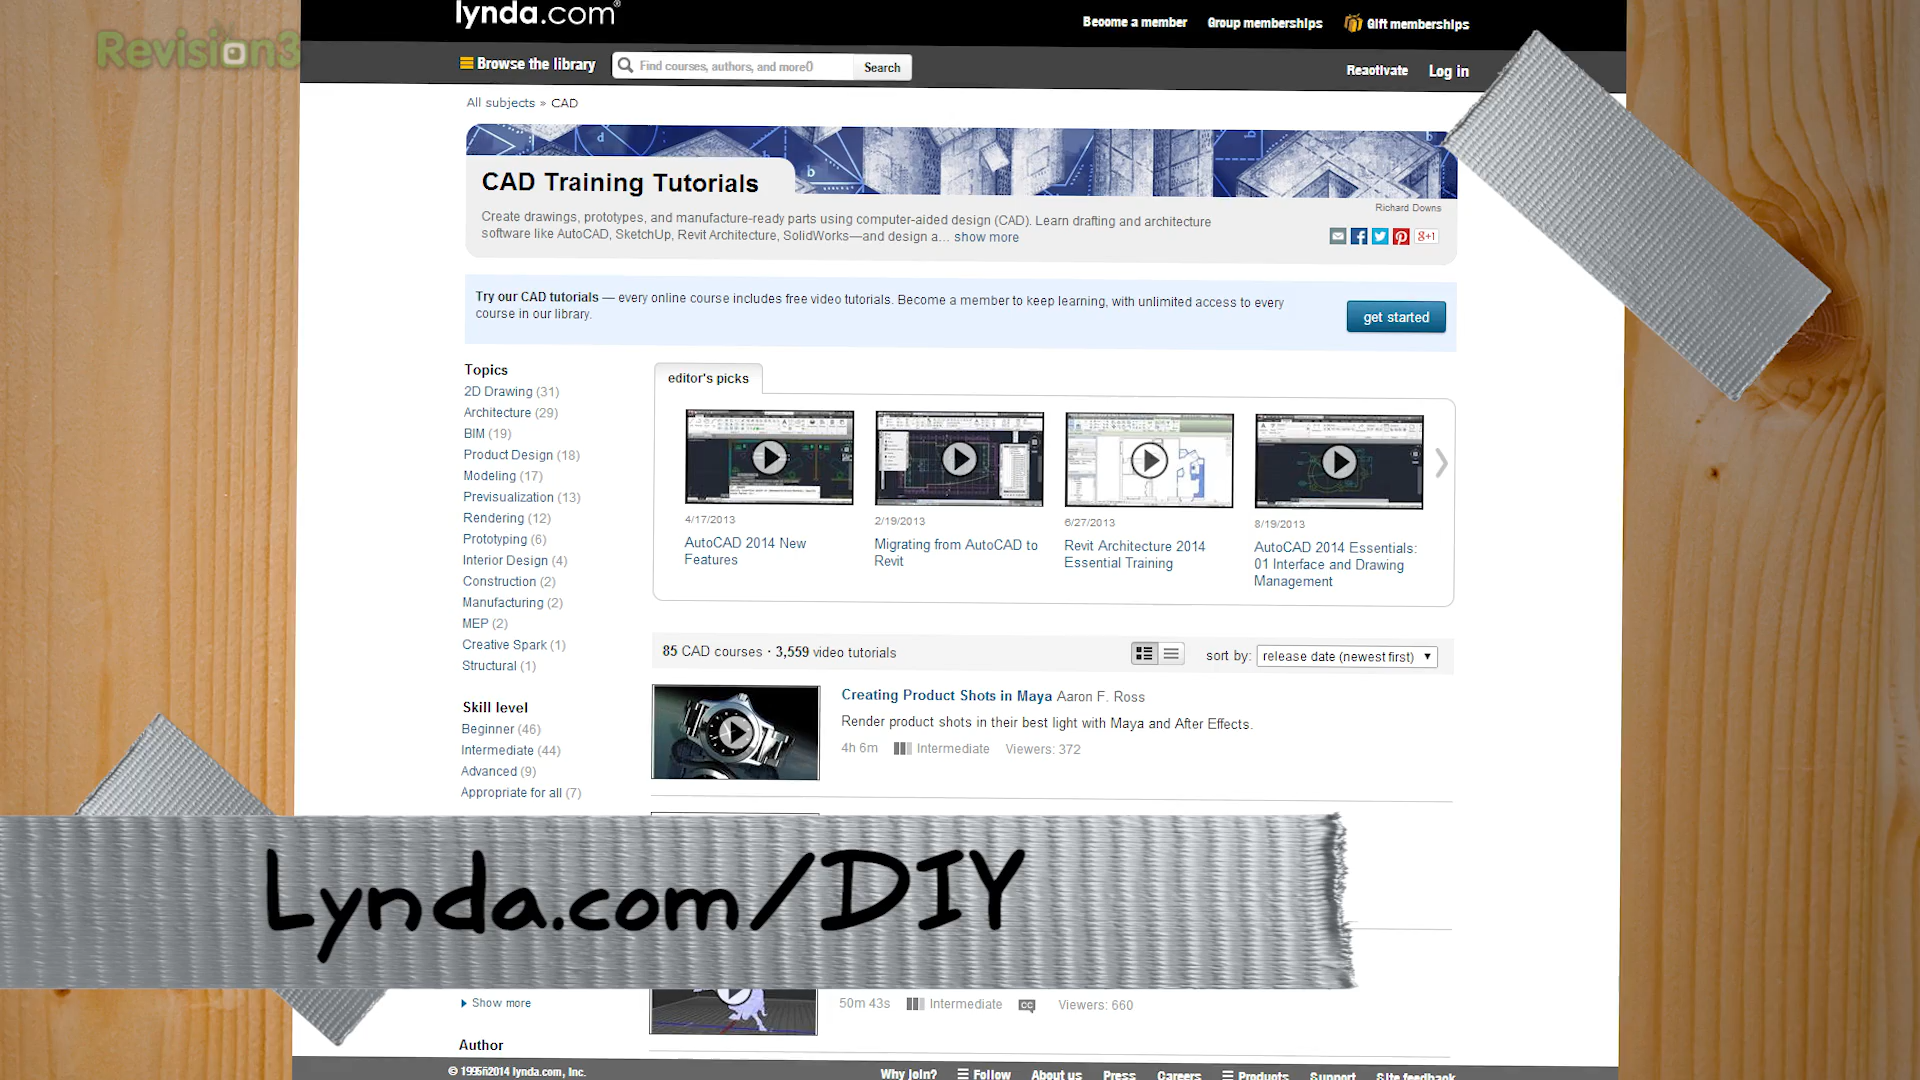 Revision3
lynda.com®
Become a member Group memberships Gift memberships
Browse the library Find courses, authors, and more() Search Reactivate Log in
All subjects » CAD
CAD Training Tutorials
Richard Downs
Create drawings, prototypes, and manufacture-ready parts using computer-aided design (CAD). Learn drafting and architecture
software like AutoCAD, SketchUp, Revit Architecture, SolidWorks—and design a... show more
Try our CAD tutorials — every online course includes free video tutorials. Become a member to keep learning, with unlimited access to every
course in our library.
get started
Topics
2D Drawing (31)
Architecture (29)
BIM (19)
Product Design (18)
Modeling (17)
Previsualization (13)
Rendering (12)
Prototyping (6)
Interior Design (4)
Construction (2)
Manufacturing (2)
MEP (2)
Creative Spark (1)
Structural (1)
Skill level
Beginner (46)
Intermediate (44)
Advanced (9)
Appropriate for all (7)
editor's picks
4/17/2013
AutoCAD 2014 New
Features
2/19/2013
Migrating from AutoCAD to
Revit
6/27/2013
Revit Architecture 2014
Essential Training
8/19/2013
AutoCAD 2014 Essentials:
01 Interface and Drawing
Management
85 CAD courses · 3,559 video tutorials
sort by: release date (newest first)
Creating Product Shots in Maya Aaron F. Ross
Render product shots in their best light with Maya and After Effects.
4h 6m Intermediate Viewers: 372
Lynda.com/DIY
Show more
50m 43s Intermediate CC Viewers: 660
Author
© 1995-2014 lynda.com, Inc.
Why join? Follow About us Press Careers Products Support Site feedback